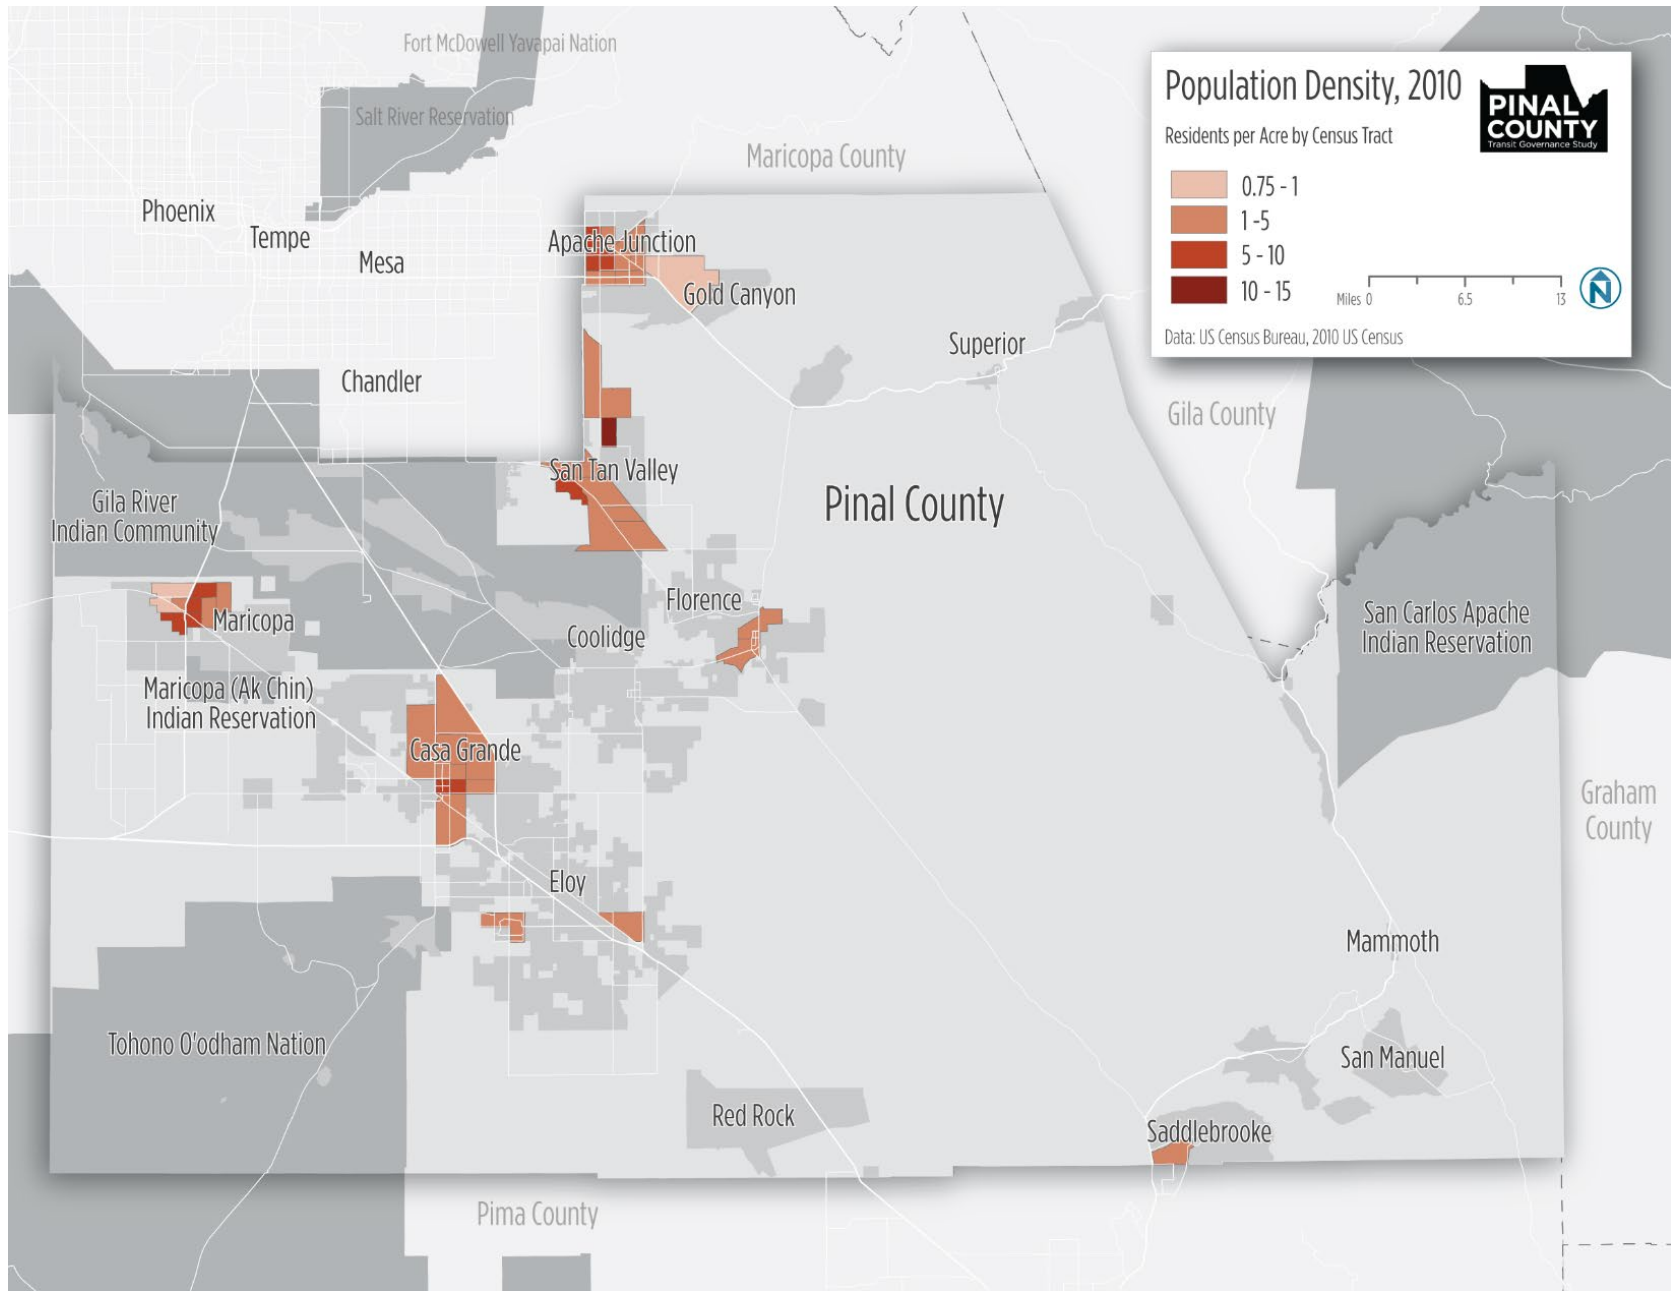 Fort McDowell Yavapai Nation
Salt River Reservation
Maricopa County
Phoenix
Tempe
Mesa
Apache Junction
Gold Canyon
Superior
Chandler
Gila County
San Tan Valley
Pinal County
Gila River
Indian Community
Florence
Coolidge
Maricopa
San Carlos Apache
Indian Reservation
Maricopa (Ak Chin)
Indian Reservation
Casa Grande
Graham
County
Eloy
Mammoth
Tohono O'odham Nation
San Manuel
Red Rock
Saddlebrooke
Pima County
Population Density, 2010
PINAL
COUNTY
Transit Governance Study
Residents per Acre by Census Tract
0.75 - 1
1 -5
5 - 10
10 - 15
Miles 0 6.5 13
N
Data: US Census Bureau, 2010 US Census